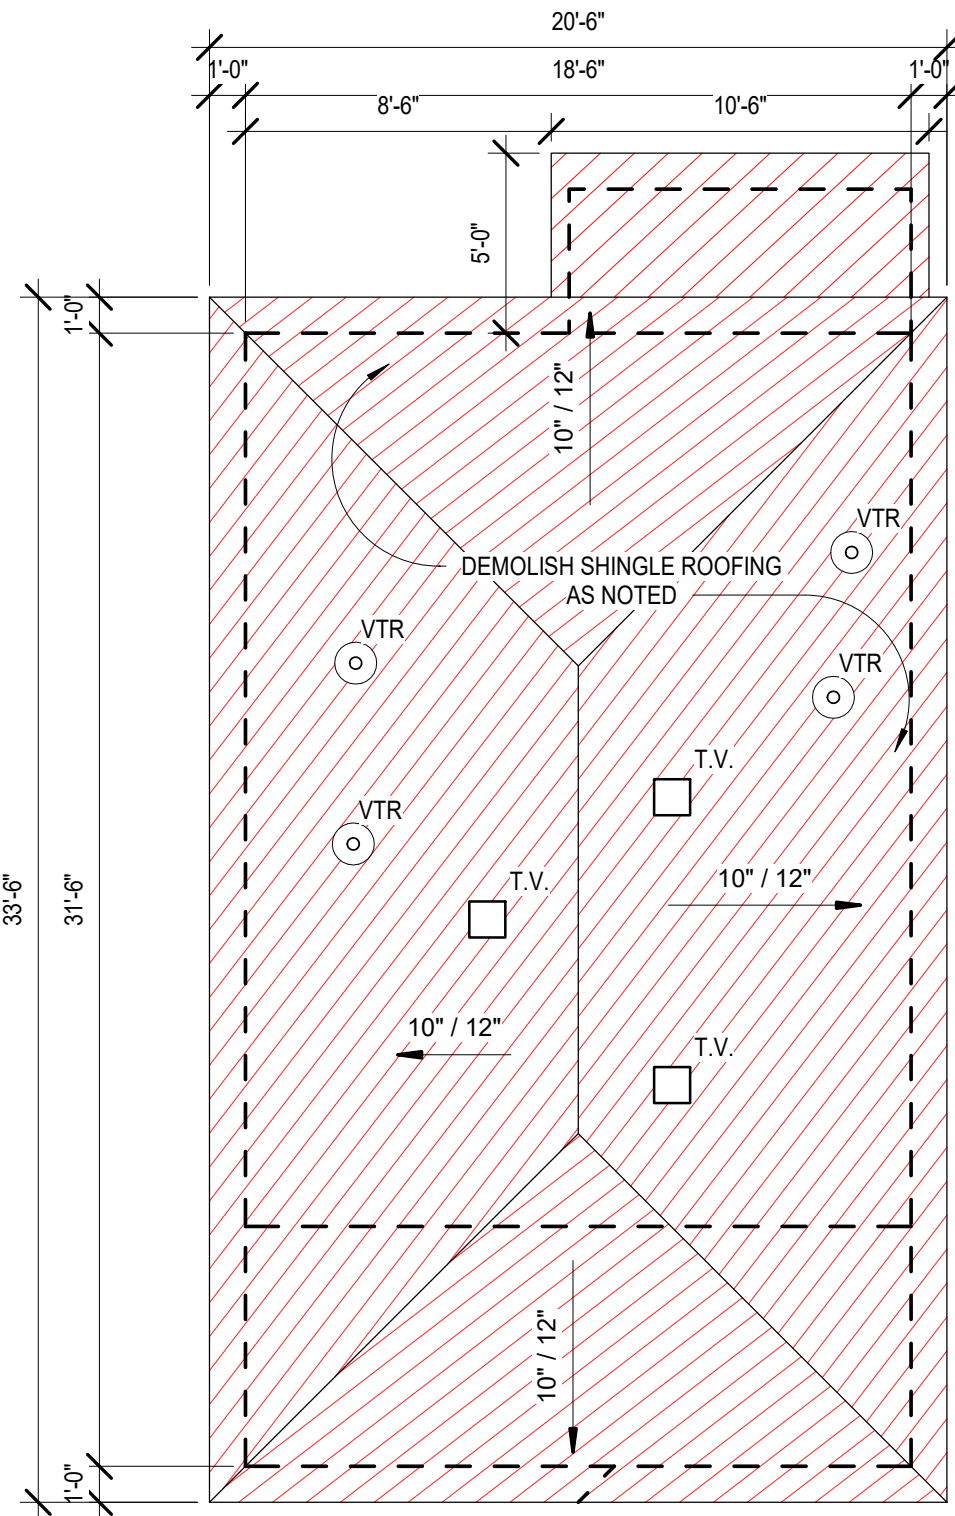 20'-6"
1'-0"
18'-6"
1'-0"
8'-6"
10'-6"
5'-0"
1'-0"
10" / 12"
VTR
DEMOLISH SHINGLE ROOFING
AS NOTED
VTR
VTR
T.V.
VTR
T.V.
10" / 12"
33'-6"
31'-6"
10" / 12"
T.V.
10" / 12"
1'-0"